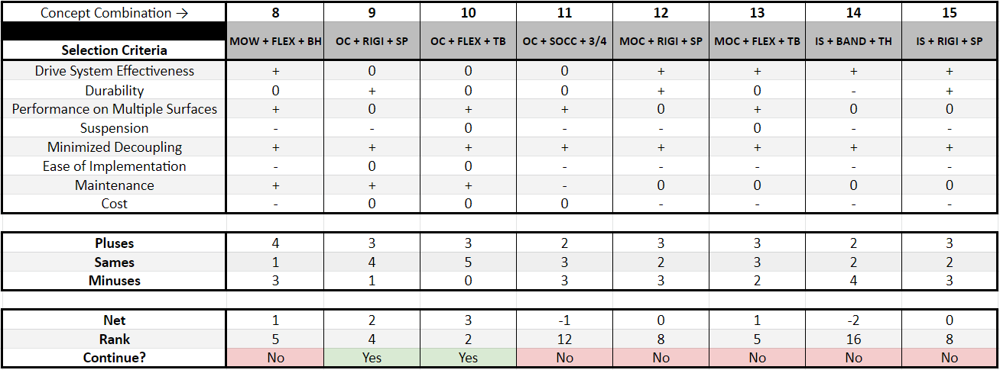 Concept Combination → 8 9 10 11 12 13 14 15
Selection Criteria MOW + FLEX + BH OC + RIGI + SP OC + FLEX + TB OC + SOCC + 3/4 MOC + RIGI + SP MOC + FLEX + TB IS + BAND + TH IS + RIGI + SP
Drive System Effectiveness + 0 0 0 + + + +
Durability 0 + 0 0 + 0 - +
Performance on Multiple Surfaces + 0 + + 0 + 0 0
Suspension - - 0 - - 0 - -
Minimized Decoupling + + + + + + + +
Ease of Implementation - 0 0 - - - - -
Maintenance + + + - 0 0 0 0
Cost - 0 0 0 - - - -
Pluses 4 3 3 2 3 3 2 3
Sames 1 4 5 3 2 3 2 2
Minuses 3 1 0 3 3 2 4 3
Net 1 2 3 -1 0 1 -2 0
Rank 5 4 2 12 8 5 16 8
Continue? No Yes Yes No No No No No